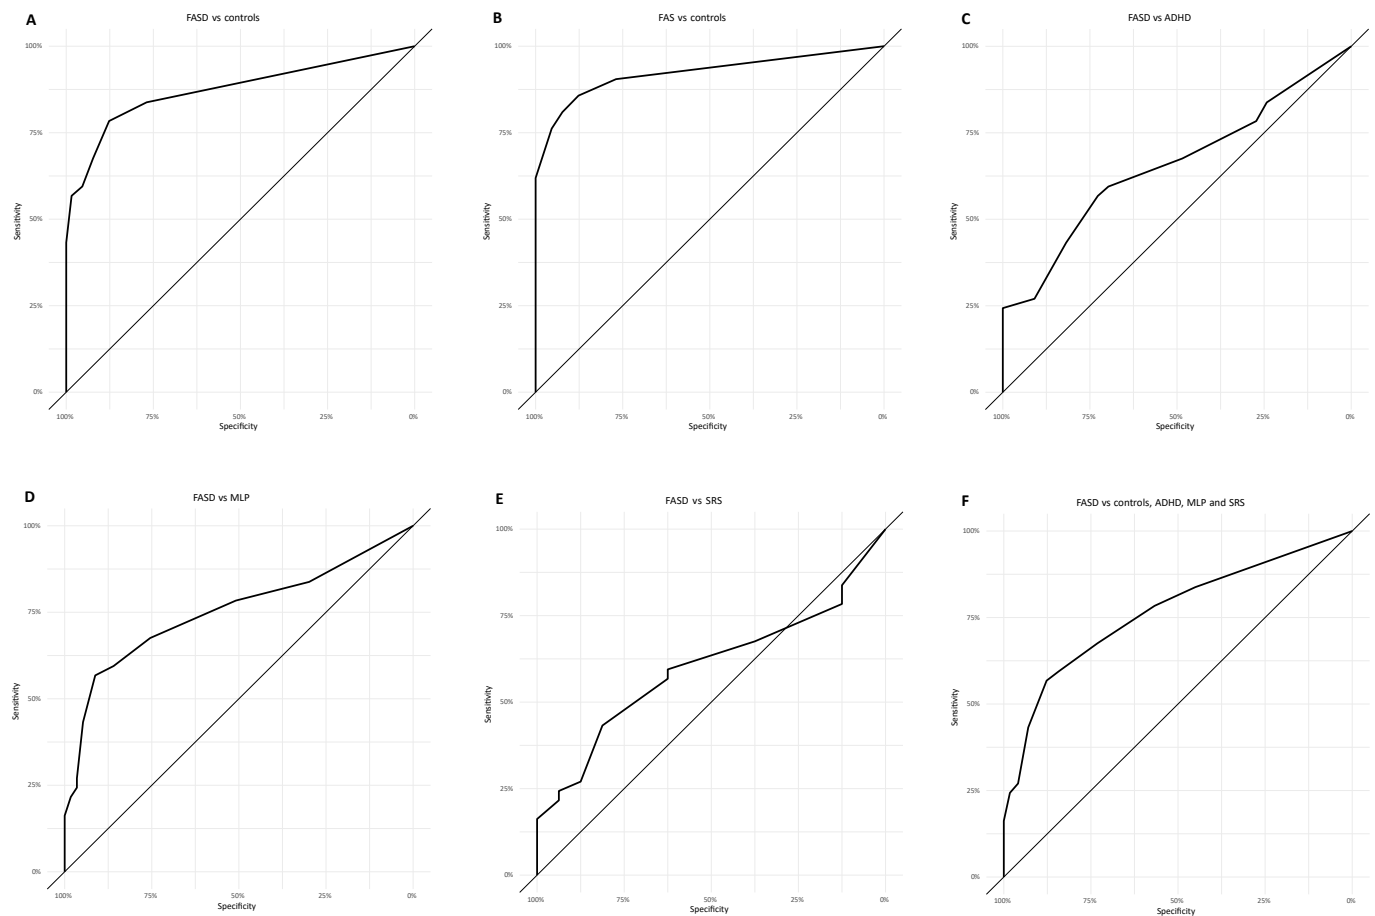 A
FASD vs controls
100%
75%
50%
25%
0%
Sensitivity
100% 75% 50% 25% 0%
Specificity
B
FAS vs controls
100%
75%
50%
25%
0%
Sensitivity
100% 75% 50% 25% 0%
Specificity
C
FASD vs ADHD
100%
75%
50%
25%
0%
Sensitivity
100% 75% 50% 25% 0%
Specificity
D
FASD vs MLP
100%
75%
50%
25%
0%
Sensitivity
100% 75% 50% 25% 0%
Specificity
E
FASD vs SRS
100%
75%
50%
25%
0%
Sensitivity
100% 75% 50% 25% 0%
Specificity
F
FASD vs controls, ADHD, MLP and SRS
100%
75%
50%
25%
0%
Sensitivity
100% 75% 50% 25% 0%
Specificity